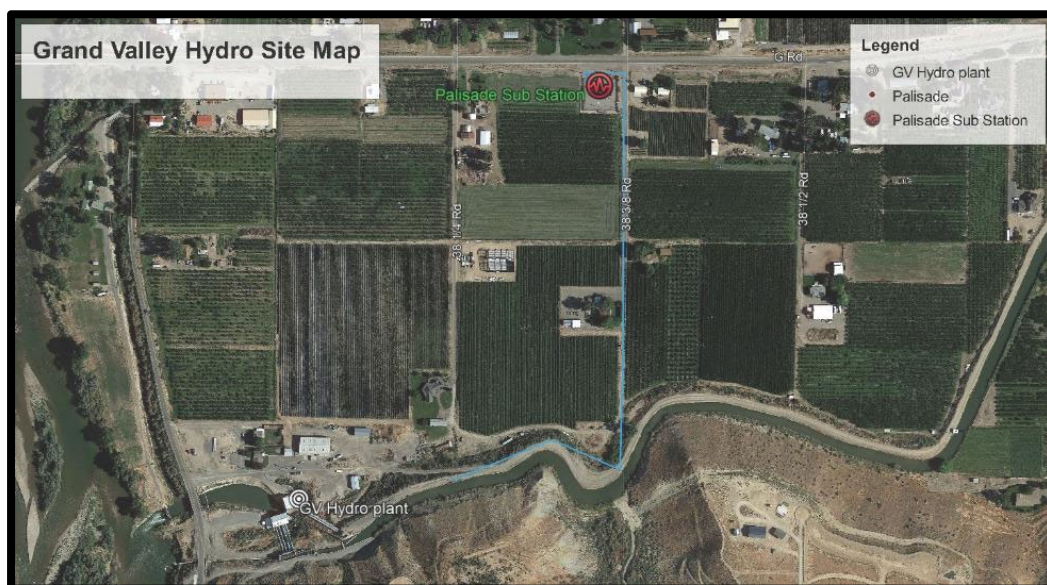 Grand Valley Hydro Site Map
Legend
GV Hydro plant
Palisade
Palisade Sub Station
G Rd
Palisade Sub Station
38 1/4 Rd
38 3/8 Rd
38 1/2 Rd
GV Hydro plant